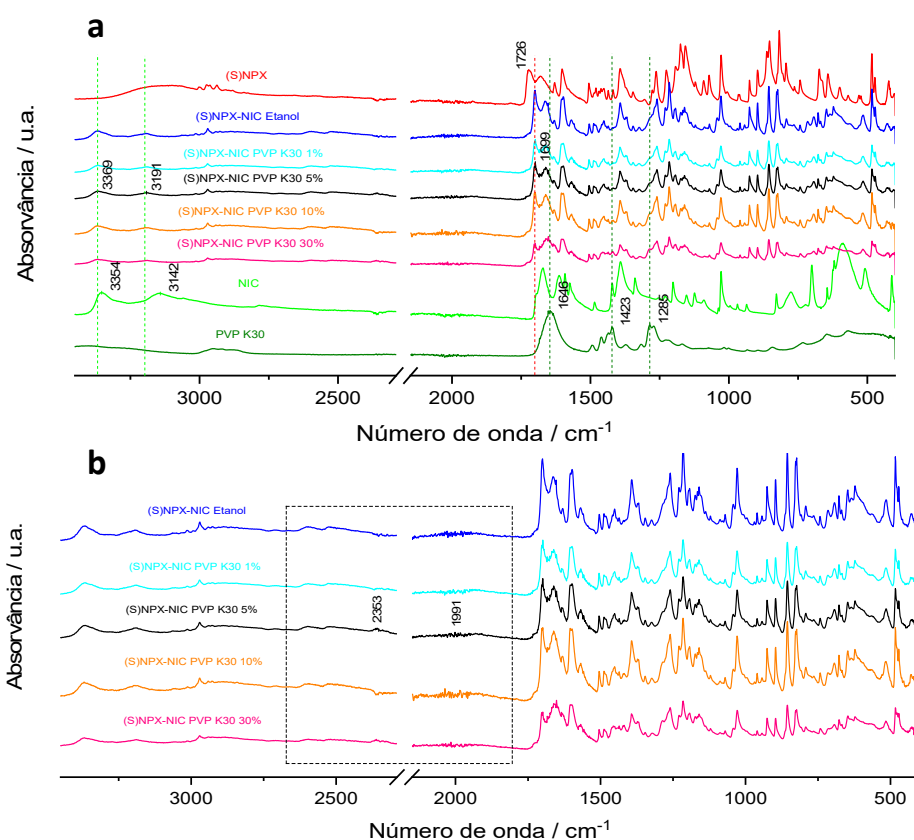 a
1726
(S)NPX
(S)NPX-NIC Etanol
(S)NPX-NIC PVP K30 1%
1699
3369
3191
(S)NPX-NIC PVP K30 5%
(S)NPX-NIC PVP K30 10%
(S)NPX-NIC PVP K30 30%
3354
3142
NIC
1646
1423
1285
PVP K30
Absorvância / u.a.
3000
2500
2000
1500
1000
500
Número de onda / cm-1
b
(S)NPX-NIC Etanol
(S)NPX-NIC PVP K30 1%
(S)NPX-NIC PVP K30 5%
2353
1991
(S)NPX-NIC PVP K30 10%
(S)NPX-NIC PVP K30 30%
Absorvância / u.a
3000
2500
2000
1500
1000
500
Número de onda / cm-1